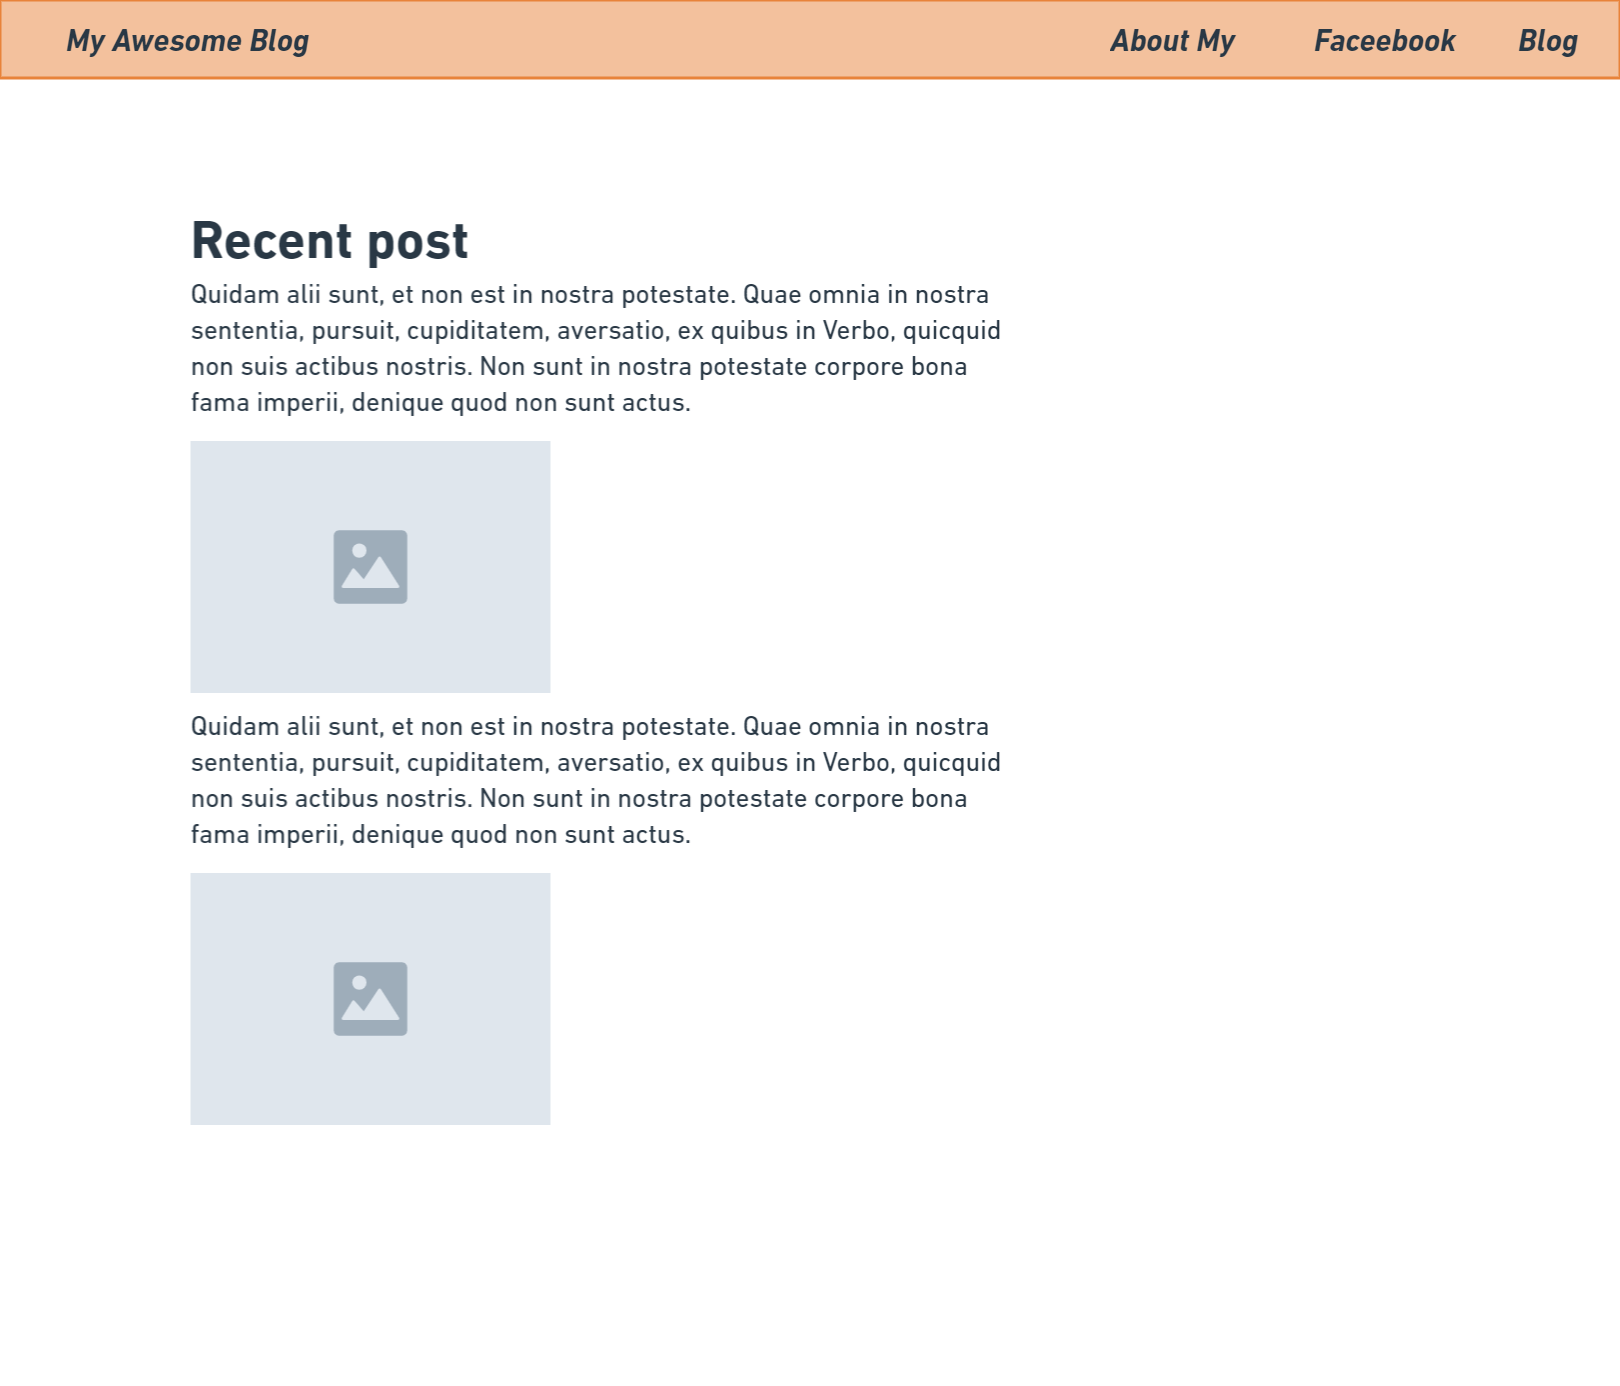 My Awesome Blog
About My
Faceebook
Blog
Recent post
Quidam alii sunt, et non est in nostra potestate. Quae omnia in nostra
sententia, pursuit, cupiditatem, aversatio, ex quibus in Verbo, quicquid
non suis actibus nostris. Non sunt in nostra potestate corpore bona
fama imperii, denique quod non sunt actus.
Quidam alii sunt, et non est in nostra potestate. Quae omnia in nostra
sententia, pursuit, cupiditatem, aversatio, ex quibus in Verbo, quicquid
non suis actibus nostris. Non sunt in nostra potestate corpore bona
fama imperii, denique quod non sunt actus.